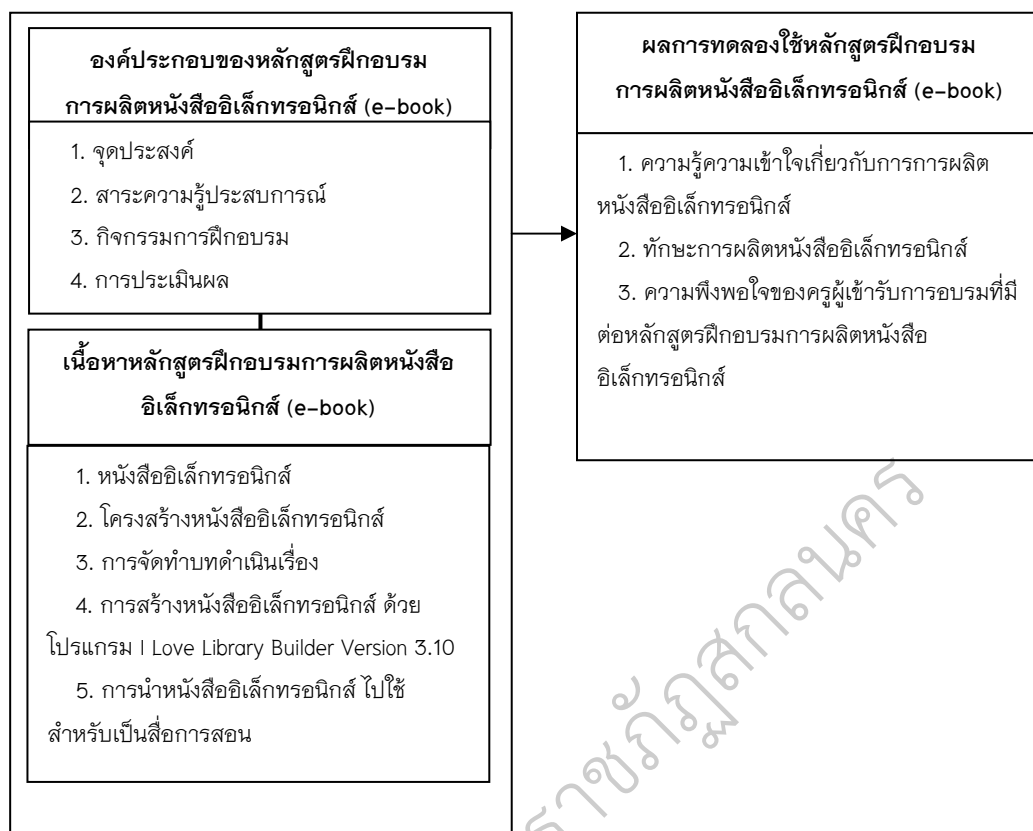 องค์ประกอบของหลักสูตรฝึกอบรม
การผลิตหนังสืออิเล็กทรอนิกส์ (e-book)
1. จุดประสงค์
2. สาระความรู้ประสบการณ์
3. กิจกรรมการฝึกอบรม
4. การประเมินผล
เนื้อหาหลักสูตรฝึกอบรมการผลิตหนังสือ
อิเล็กทรอนิกส์ (e-book)
1. หนังสืออิเล็กทรอนิกส์
2. โครงสร้างหนังสืออิเล็กทรอนิกส์
3. การจัดทำบทดำเนินเรื่อง
4. การสร้างหนังสืออิเล็กทรอนิกส์ ด้วย
โปรแกรม I Love Library Builder Version 3.10
5. การนำหนังสืออิเล็กทรอนิกส์ ไปใช้
สำหรับเป็นสื่อการสอน
ผลการทดลองใช้หลักสูตรฝึกอบรม
การผลิตหนังสืออิเล็กทรอนิกส์ (e-book)
1. ความรู้ความเข้าใจเกี่ยวกับการการผลิต
หนังสืออิเล็กทรอนิกส์
2. ทักษะการผลิตหนังสืออิเล็กทรอนิกส์
3. ความพึงพอใจของครูผู้เข้ารับการอบรมที่มี
ต่อหลักสูตรฝึกอบรมการผลิตหนังสือ
อิเล็กทรอนิกส์
ราชภัฏสกลนคร